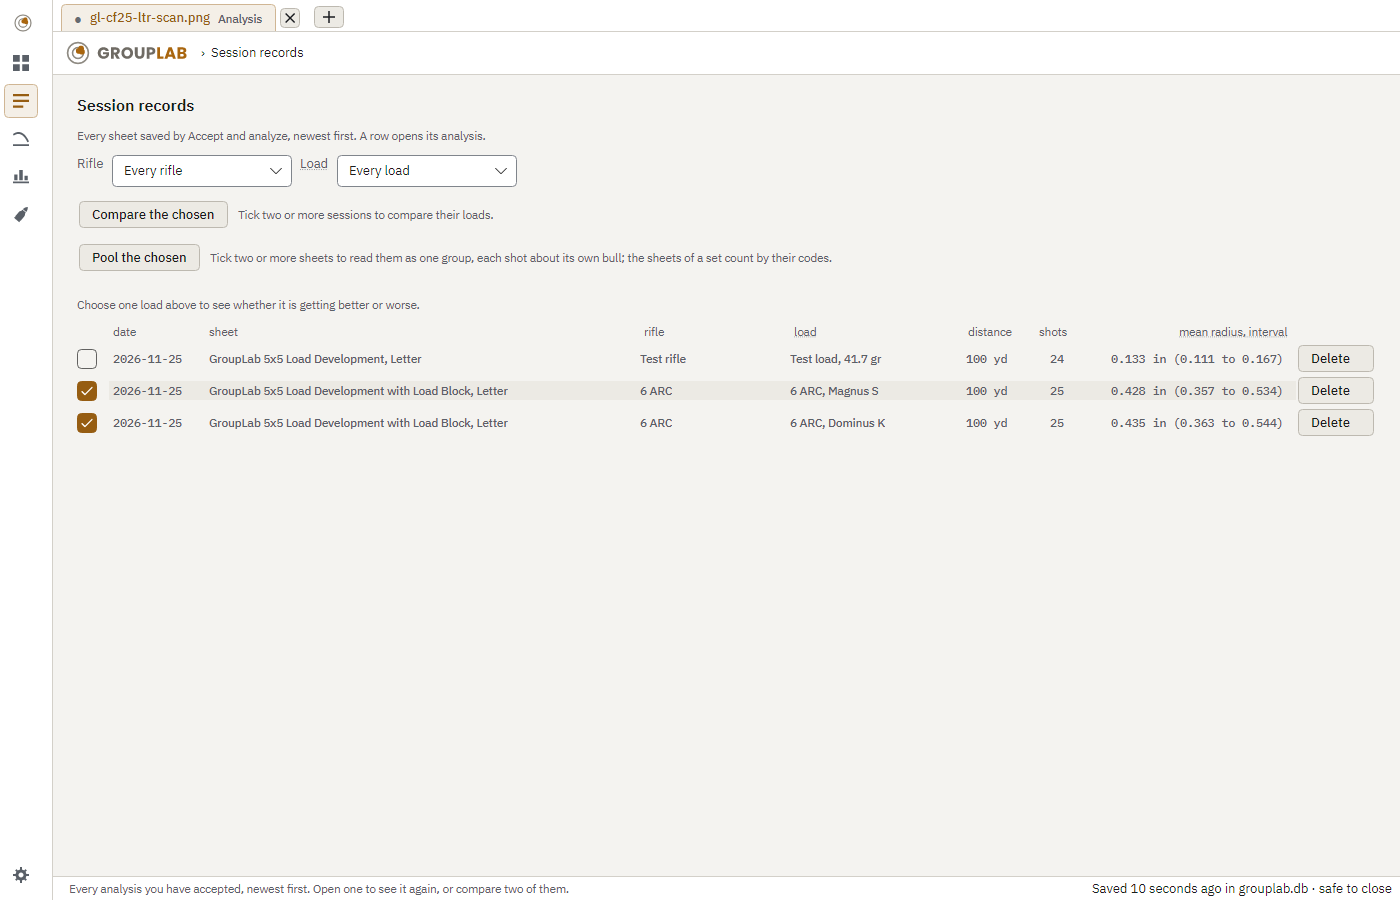 gl-cf25-ltr-scan.png Analysis
GROUPLAB › Session records
Session records
Every sheet saved by Accept and analyze, newest first. A row opens its analysis.
Rifle Every rifle Load Every load
Compare the chosen Tick two or more sessions to compare their loads.
Pool the chosen Tick two or more sheets to read them as one group, each shot about its own bull; the sheets of a set count by their codes.
Choose one load above to see whether it is getting better or worse.
date sheet rifle load distance shots mean radius, interval
2026-11-25 GroupLab 5x5 Load Development, Letter Test rifle Test load, 41.7 gr 100 yd 24 0.133 in (0.111 to 0.167) Delete
2026-11-25 GroupLab 5x5 Load Development with Load Block, Letter 6 ARC 6 ARC, Magnus S 100 yd 25 0.428 in (0.357 to 0.534) Delete
2026-11-25 GroupLab 5x5 Load Development with Load Block, Letter 6 ARC 6 ARC, Dominus K 100 yd 25 0.435 in (0.363 to 0.544) Delete
Every analysis you have accepted, newest first. Open one to see it again, or compare two of them. Saved 10 seconds ago in grouplab.db · safe to close